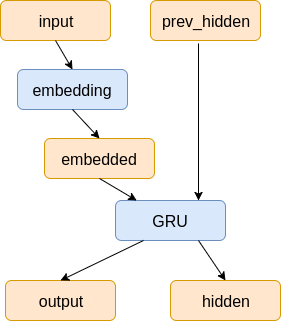 input
prev_hidden
embedding
embedded
GRU
output
hidden